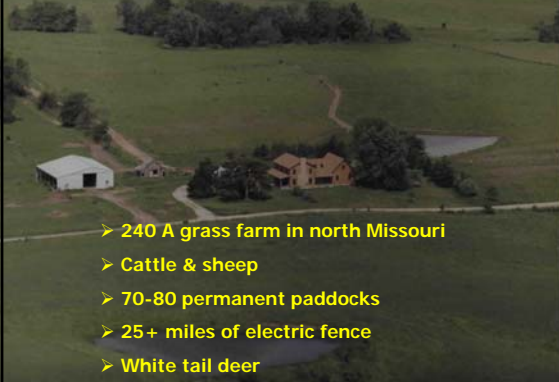 ➢ 240 A grass farm in north Missouri
➢ Cattle & sheep
➢ 70-80 permanent paddocks
➢ 25+ miles of electric fence
➢ White tail deer